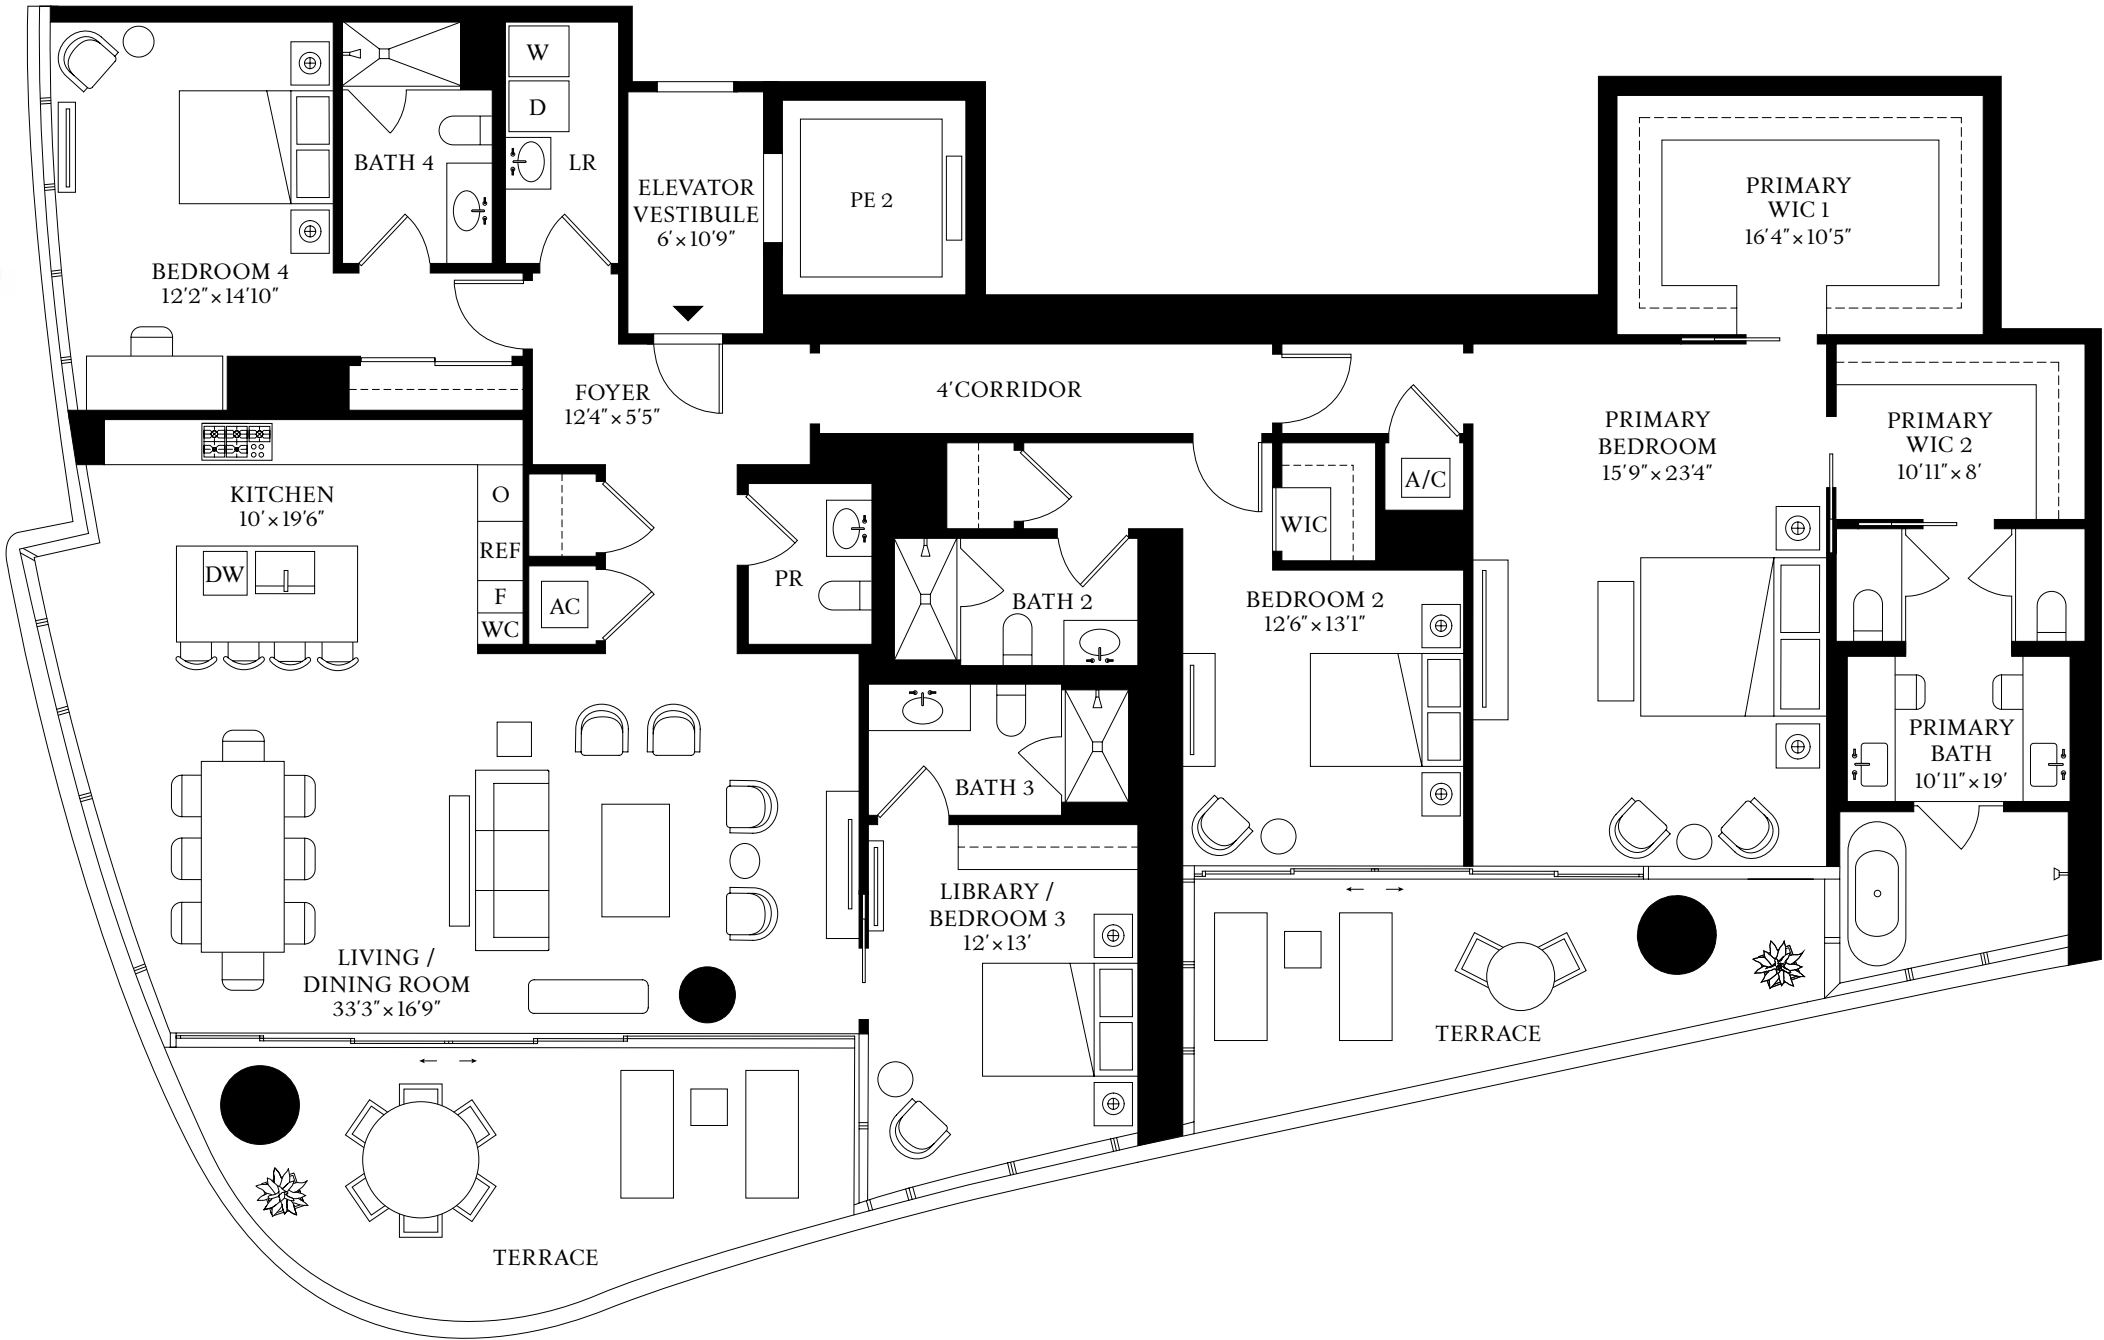 W
D
BATH 4
LR
ELEVATOR
VESTIBULE
6'×10'9"
PE 2
PRIMARY
WIC 1
16'4"×10'5"
BEDROOM 4
12'2"×14'10"
FOYER
12'4"×5'5"
4'CORRIDOR
PRIMARY
BEDROOM
15'9"×23'4"
PRIMARY
WIC 2
10'11"×8'
KITCHEN
10'×19'6"
O
REF
F
WC
DW
AC
PR
A/C
WIC
BATH 2
BEDROOM 2
12'6"×13'1"
PRIMARY
BATH
10'11"×19'
BATH 3
LIBRARY /
BEDROOM 3
12'×13'
LIVING /
DINING ROOM
33'3"×16'9"
TERRACE
TERRACE